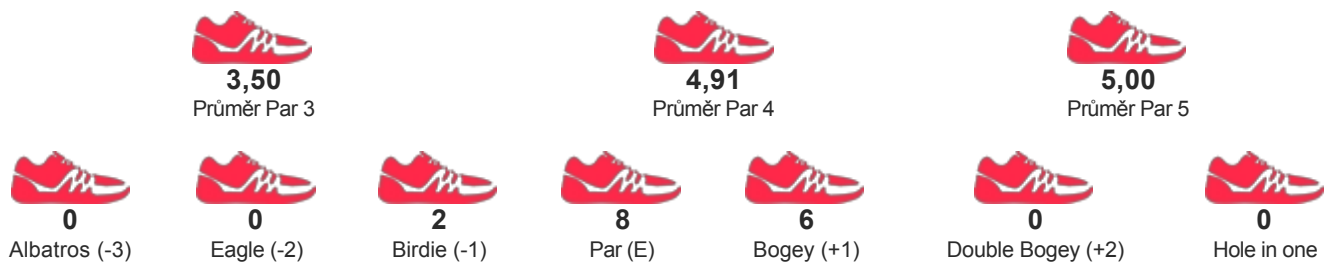 3,50 4,91 5,00
Průměr Par 3 Průměr Par 4 Průměr Par 5
0 0 2 8 6 0 0
Albatros (-3) Eagle (-2) Birdie (-1) Par (E) Bogey (+1) Double Bogey (+2) Hole in one